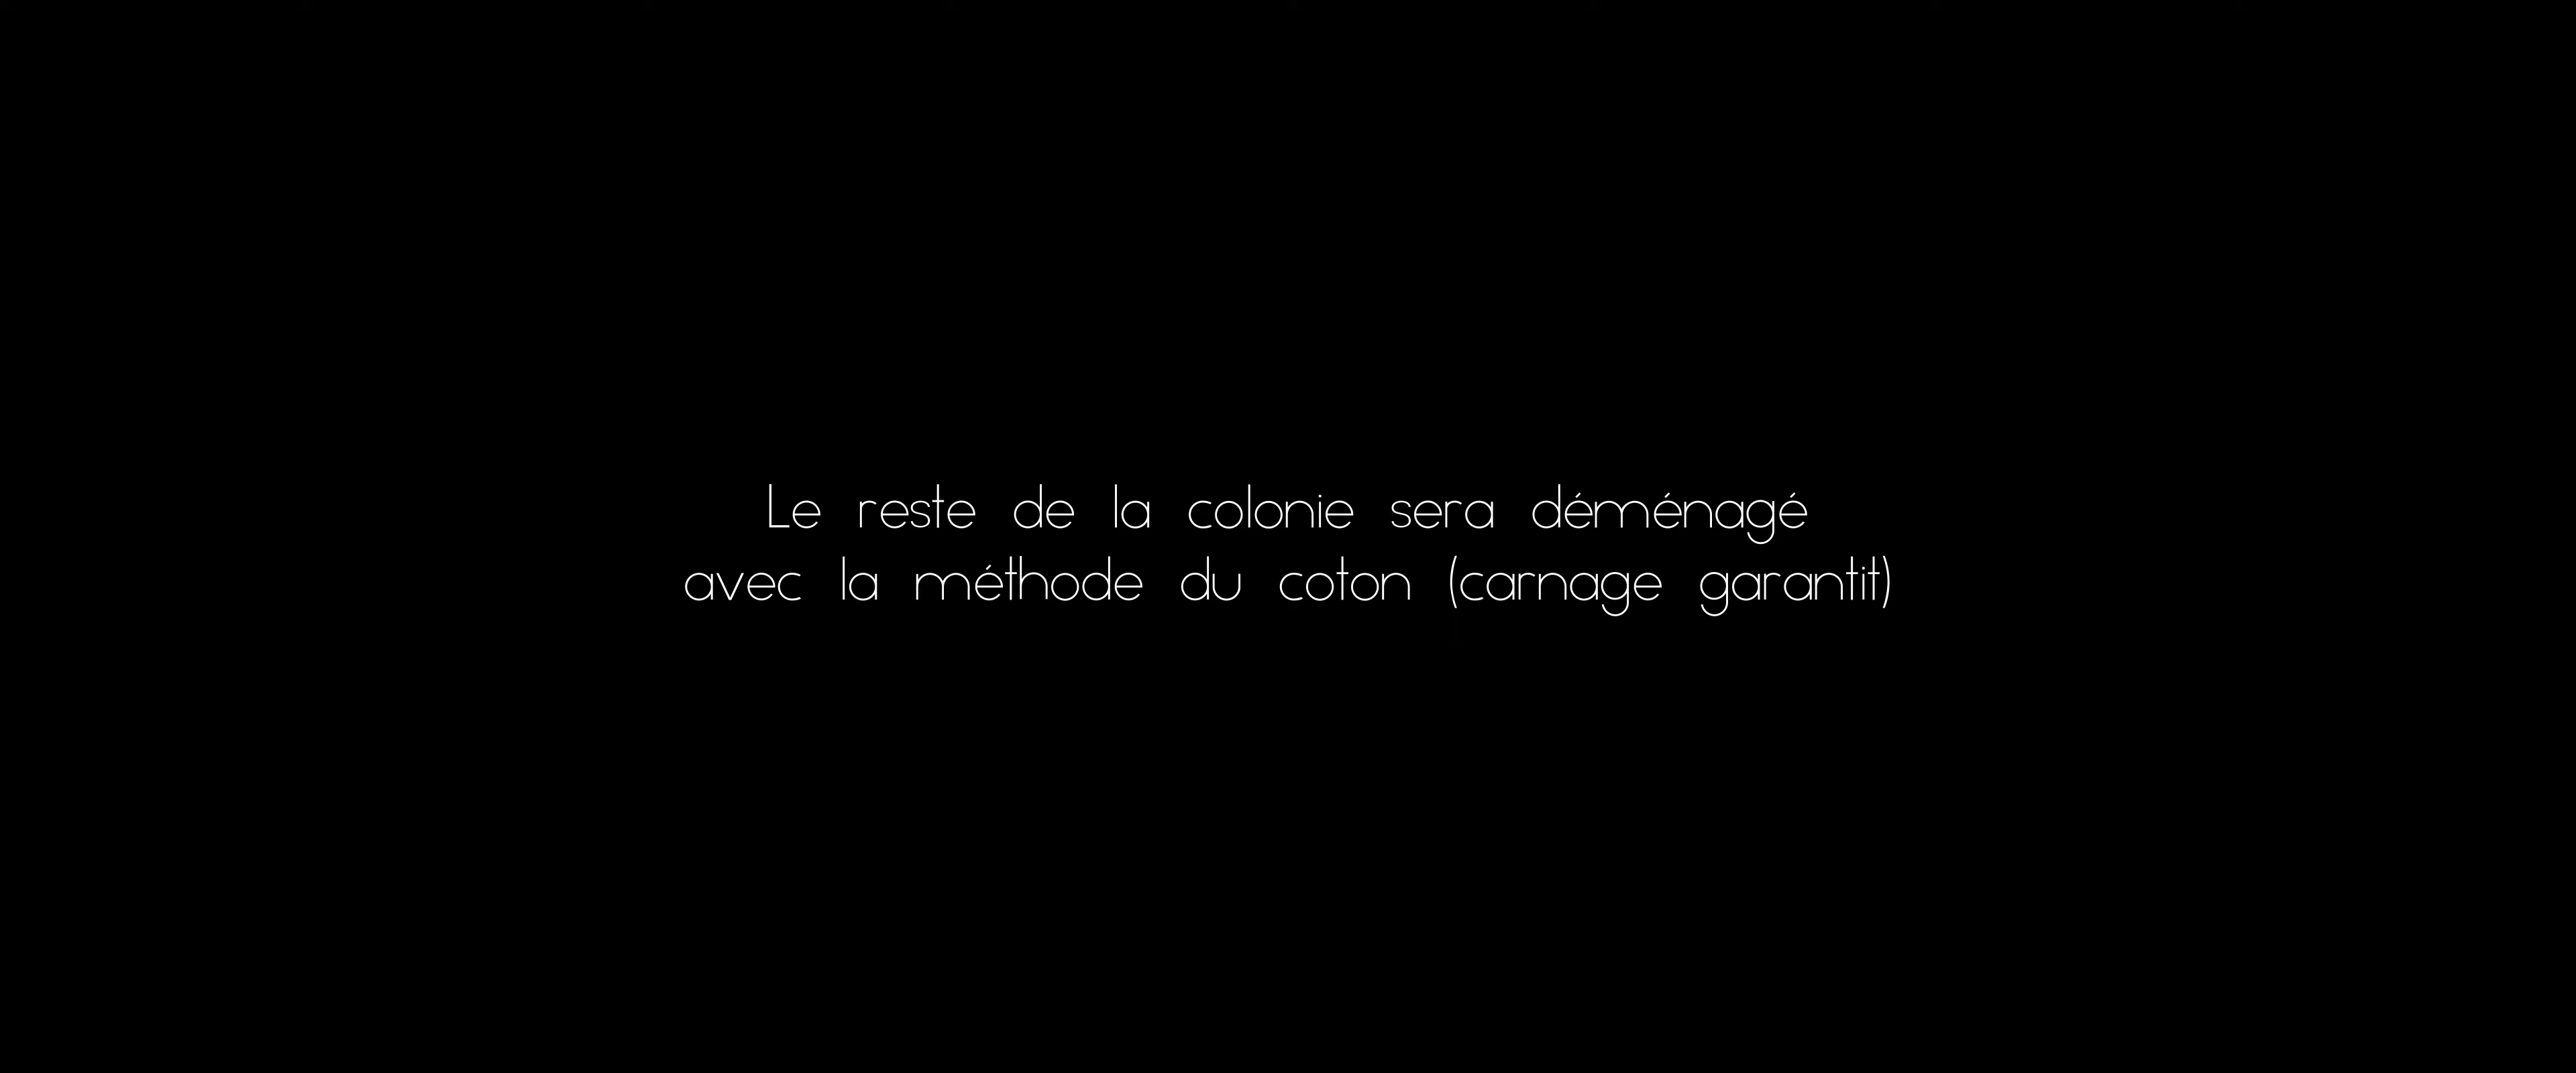 Le reste de la colonie sera déménagé
avec la méthode du coton (carnage garantit)